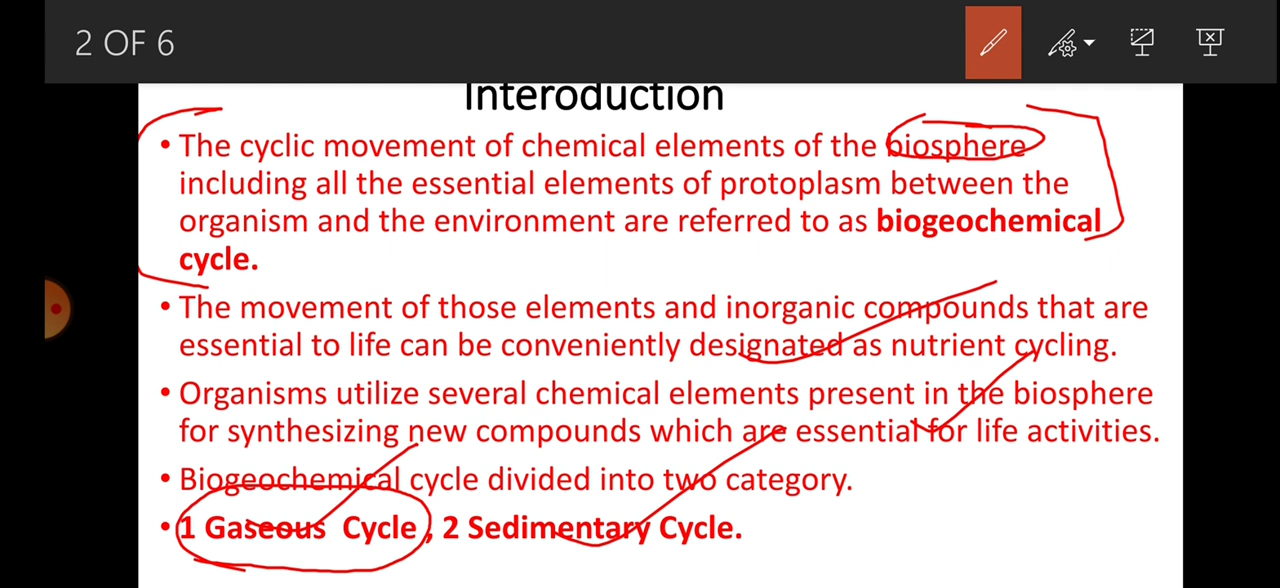 2 OF 6
Interoduction
• The cyclic movement of chemical elements of the biosphere
including all the essential elements of protoplasm between the
organism and the environment are referred to as biogeochemical
cycle.
• The movement of those elements and inorganic compounds that are
essential to life can be conveniently designated as nutrient cycling.
• Organisms utilize several chemical elements present in the biosphere
for synthesizing new compounds which are essential for life activities.
• Biogeochemical cycle divided into two category.
• 1 Gaseous Cycle , 2 Sedimentary Cycle.